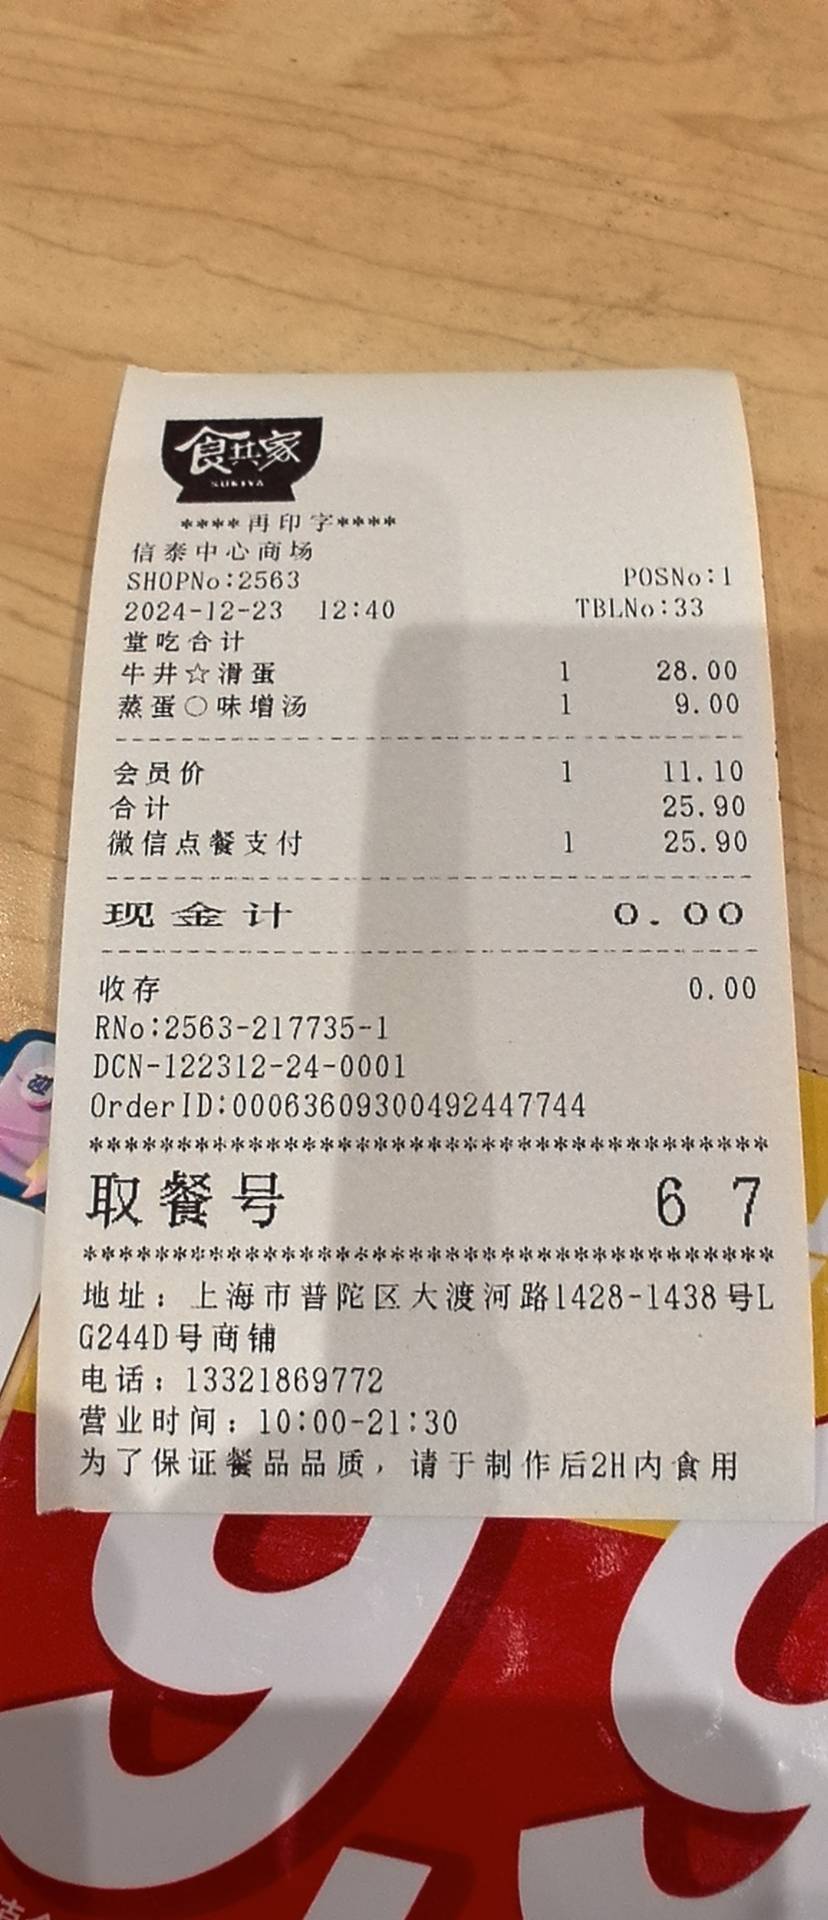 食其家
SUKIYA
****再印字****
信泰中心商场
SHOPNo:2563 POSNo:1
2024-12-23 12:40 TBLNo:33
堂吃合计
牛丼☆滑蛋 1 28.00
蒸蛋〇味增汤 1 9.00
会员价 1 11.10
合计 25.90
微信点餐支付 1 25.90
现金计 0.00
收存 0.00
RNo:2563-217735-1
DCN-122312-24-0001
OrderID:00063609300492447744
**************************************
取餐号 67
**************************************
地址：上海市普陀区大渡河路1428-1438号L
G244D号商铺
电话：13321869772
营业时间：10:00-21:30
为了保证餐品品质，请于制作后2H内食用
9.9